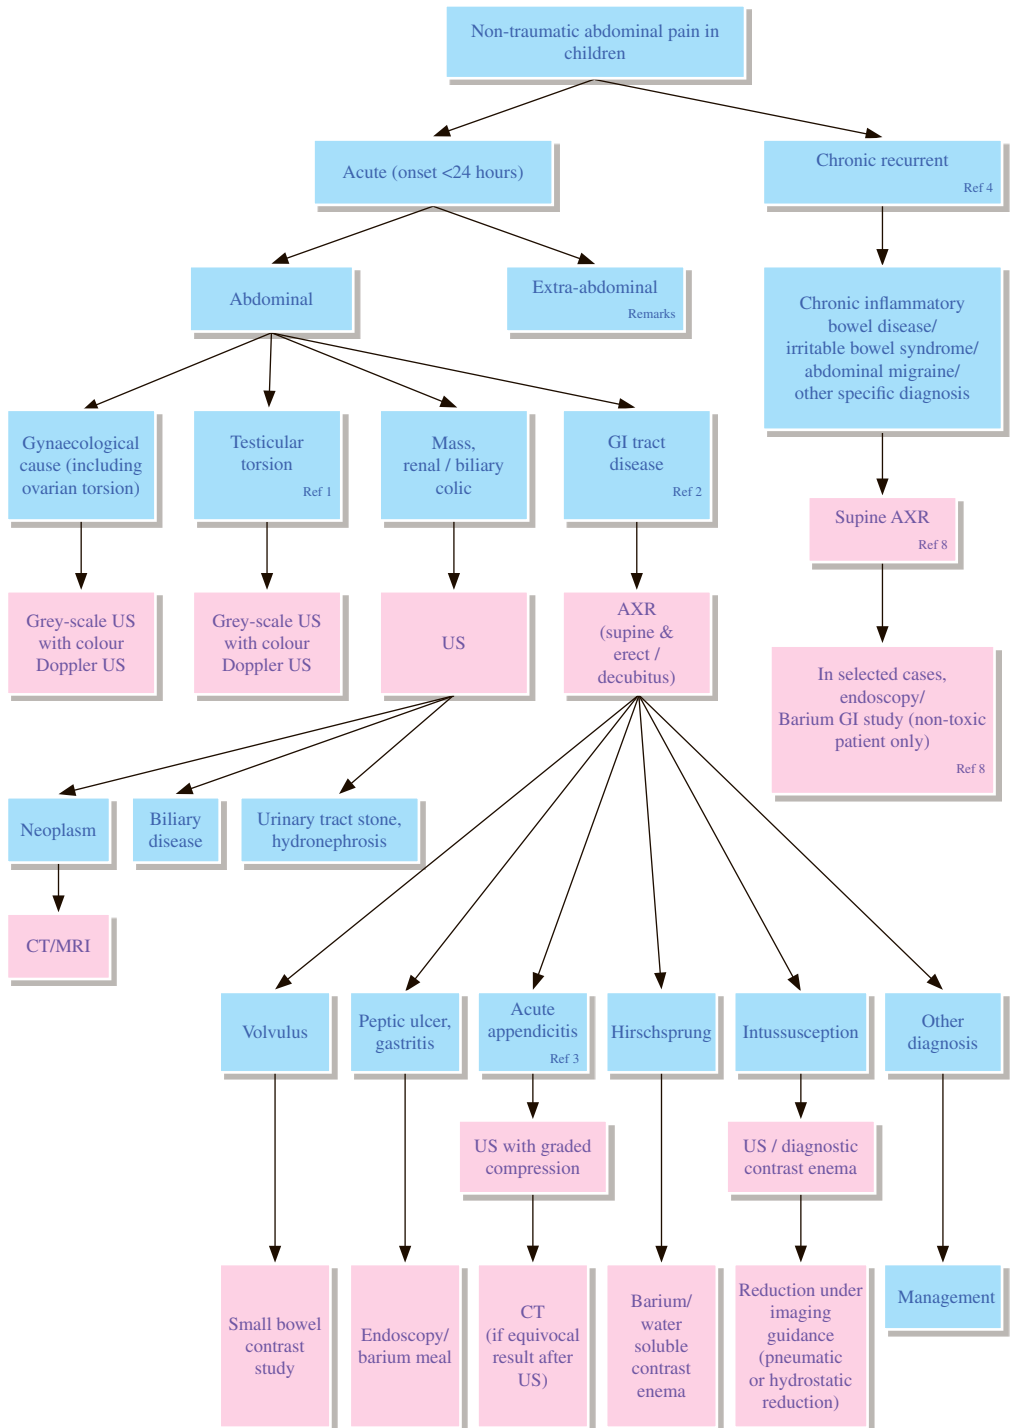 Non-traumatic abdominal pain in
children
Acute (onset <24 hours)
Chronic recurrent
Ref 4
Abdominal
Extra-abdominal
Remarks
Chronic inflammatory
bowel disease/
irritable bowel syndrome/
abdominal migraine/
other specific diagnosis
Gynaecological
cause (including
ovarian torsion)
Testicular
torsion
Ref 1
Mass,
renal / biliary
colic
GI tract
disease
Ref 2
Supine AXR
Ref 8
Grey-scale US
with colour
Doppler US
Grey-scale US
with colour
Doppler US
US
AXR
(supine &
erect /
decubitus)
In selected cases,
endoscopy/
Barium GI study (non-toxic
patient only)
Ref 8
Neoplasm
Biliary
disease
Urinary tract stone,
hydronephrosis
CT/MRI
Volvulus
Peptic ulcer,
gastritis
Acute
appendicitis
Ref 3
Hirschsprung
Intussusception
Other
diagnosis
US with graded
compression
US / diagnostic
contrast enema
Small bowel
contrast
study
Endoscopy/
barium meal
CT
(if equivocal
result after
US)
Barium/
water
soluble
contrast
enema
Reduction under
imaging
guidance
(pneumatic
or hydrostatic
reduction)
Management